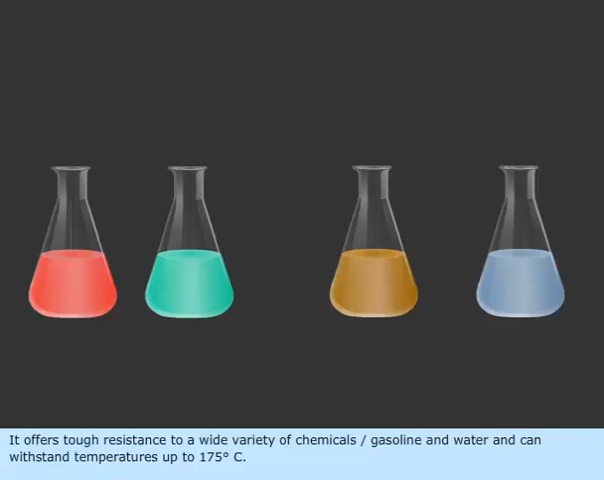 It offers tough resistance to a wide variety of chemicals / gasoline and water and can
withstand temperatures up to 175° C.